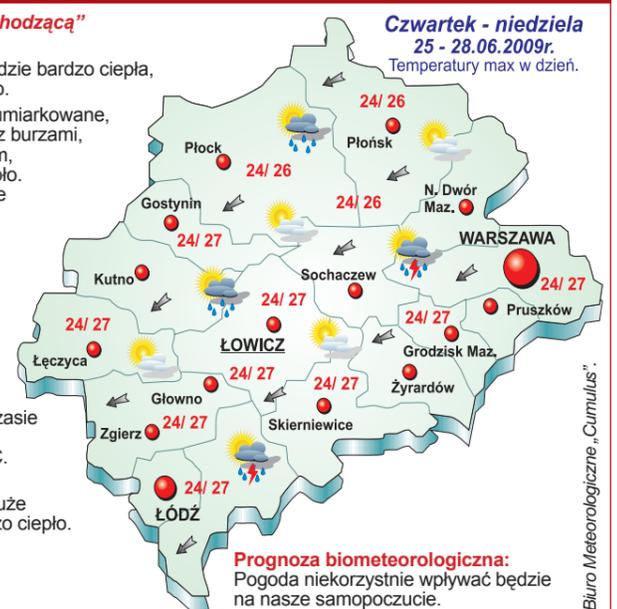 hodzącą”
dzie bardzo ciepła,
o.
umiarkowane,
z burzami,
m,
pło.
e
zasie
C.
uże
zo ciepło.
Czwartek - niedziela
25 - 28.06.2009r.
Temperatury max w dzień.
24/ 26
Płońsk
Płock
24/ 26
24/ 26
N. Dwór
Maz.
Gostynin
24/ 27
WARSZAWA
24/ 27
Kutno
Sochaczew
24/ 27
Pruszków
24/ 27
24/ 27
ŁOWICZ
Grodzisk Maz.
Łęczyca
24/ 27
24/ 27
Żyrardów
Głowno
Skierniewice
24/ 27
Zgierz
24/ 27
ŁÓDŹ
Prognoza biometeorologiczna:
Pogoda niekorzystnie wpływać będzie
na nasze samopoczucie.
Biuro Meteorologiczne „Cumulus”.